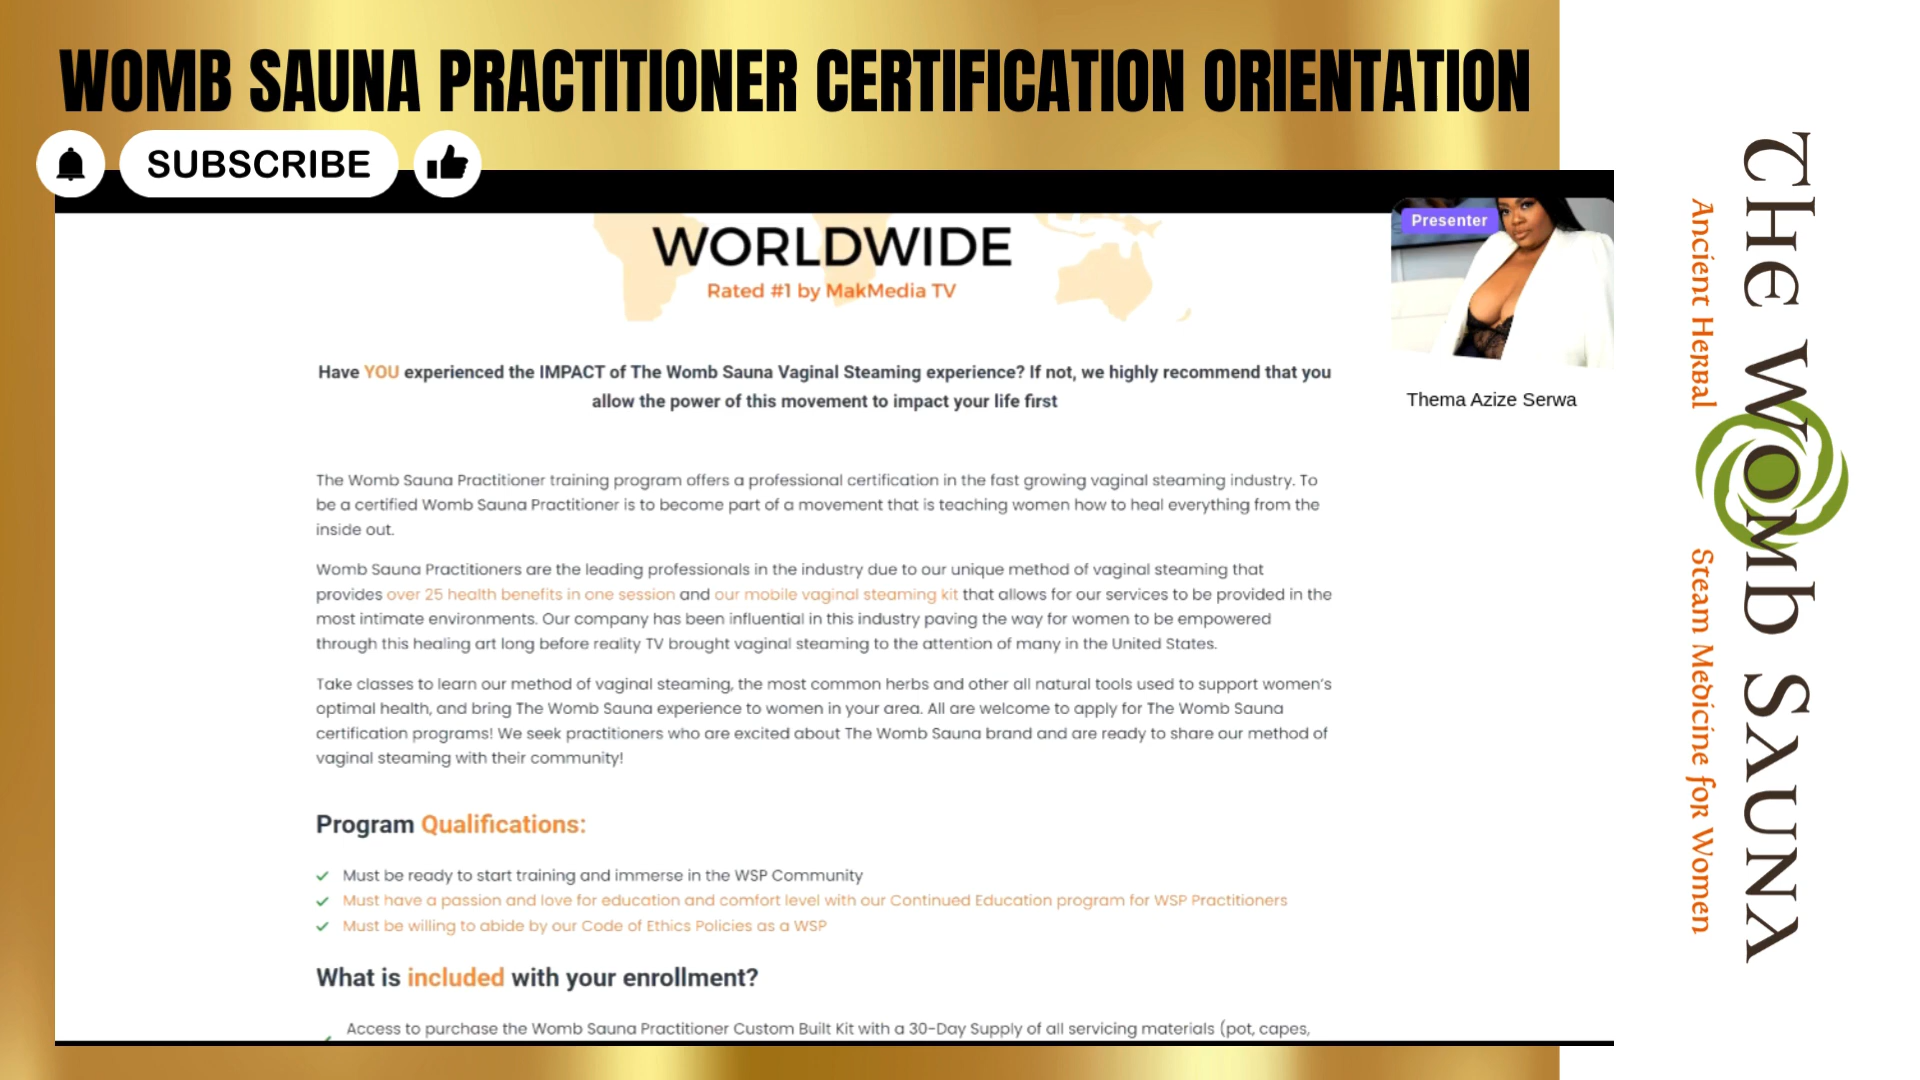 WOMB SAUNA PRACTITIONER CERTIFICATION ORIENTATION
SUBSCRIBE
WORLDWIDE
Rated #1 by MakMedia TV
Presenter
Thema Azize Serwa
Have YOU experienced the IMPACT of The Womb Sauna Vaginal Steaming experience? If not, we highly recommend that you
allow the power of this movement to impact your life first
The Womb Sauna Practitioner training program offers a professional certification in the fast growing vaginal steaming industry. To
be a certified Womb Sauna Practitioner is to become part of a movement that is teaching women how to heal everything from the
inside out.
Womb Sauna Practitioners are the leading professionals in the industry due to our unique method of vaginal steaming that
provides over 25 health benefits in one session and our mobile vaginal steaming kit that allows for our services to be provided in the
most intimate environments. Our company has been influential in this industry paving the way for women to be empowered
through this healing art long before reality TV brought vaginal steaming to the attention of many in the United States.
Take classes to learn our method of vaginal steaming, the most common herbs and other all natural tools used to support women's
optimal health, and bring The Womb Sauna experience to women in your area. All are welcome to apply for The Womb Sauna
certification programs! We seek practitioners who are excited about The Womb Sauna brand and are ready to share our method of
vaginal steaming with their community!
Program Qualifications:
Must be ready to start training and immerse in the WSP Community
Must have a passion and love for education and comfort level with our Continued Education program for WSP Practitioners
Must be willing to abide by our Code of Ethics Policies as a WSP
What is included with your enrollment?
Access to purchase the Womb Sauna Practitioner Custom Built Kit with a 30-Day Supply of all servicing materials (pot, capes,
THE WOMB SAUNA
Ancient Herbal Steam Medicine for Women